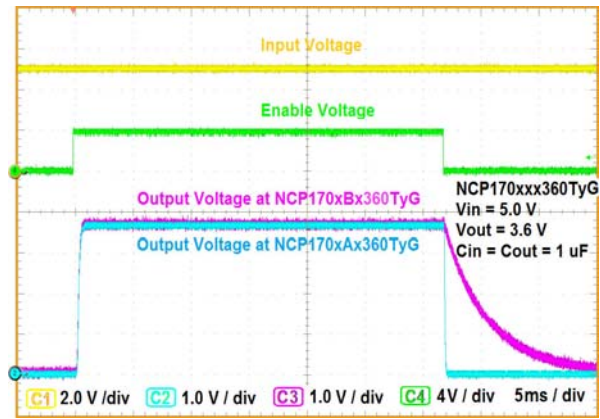 Input Voltage
Enable Voltage
NCP170xxx360TyG
Output Voltage at NCP170xBx360TyG
Vin = 5.0 V
Vout = 3.6 V
Output Voltage at NCP170xAx360TyG
Cin = Cout = 1 uF
C1 2.0 V /div C2 1.0 V / div C3 1.0 V / div C4 4V / div 5ms / div